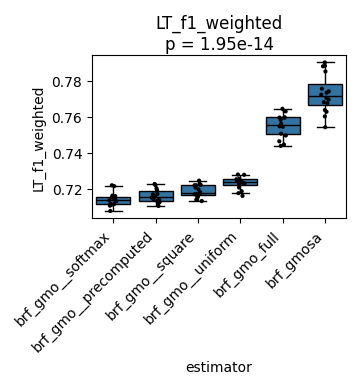 LT_f1_weighted
p = 1.95e-14
LT_f1_weighted
0.78
0.76
0.74
0.72
brf_gmo__softmax
brf_gmo__precomputed
brf_gmo__square
brf_gmo__uniform
brf_gmo_full
brf_gmosa
estimator